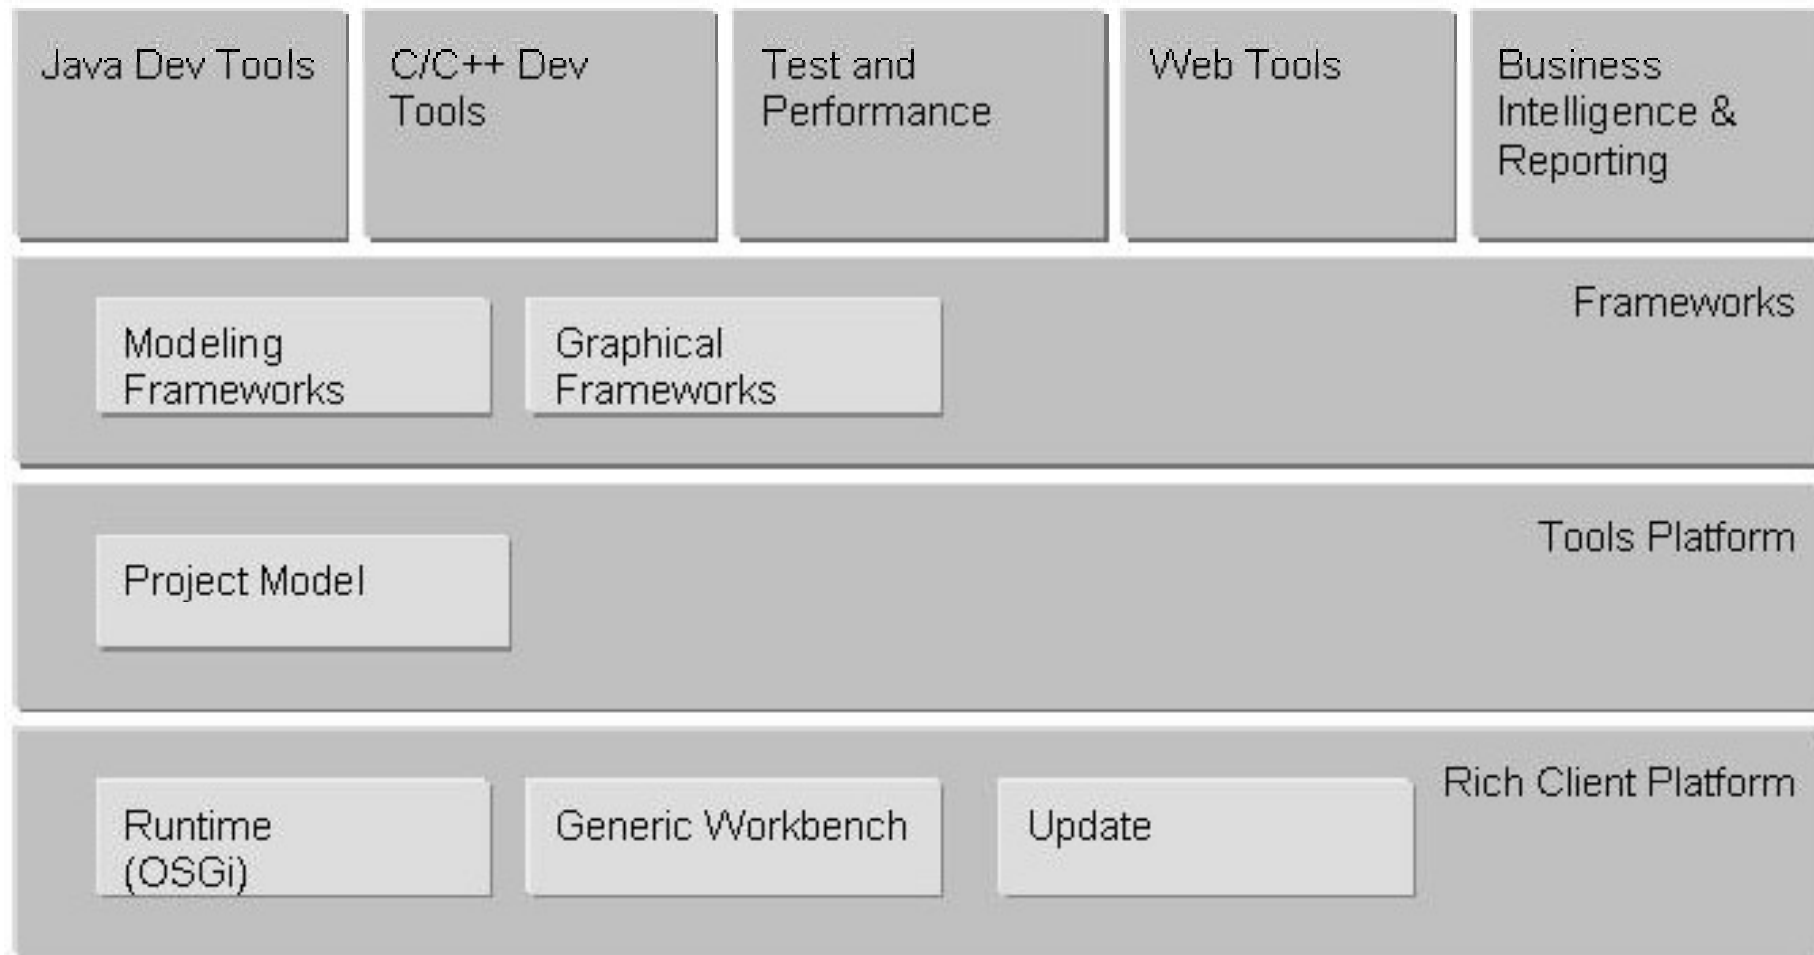 Java Dev Tools
C/C++ Dev
Tools
Test and
Performance
Web Tools
Business
Intelligence &
Reporting
Frameworks
Modeling
Frameworks
Graphical
Frameworks
Tools Platform
Project Model
Rich Client Platform
Runtime
(OSGi)
Generic Workbench
Update